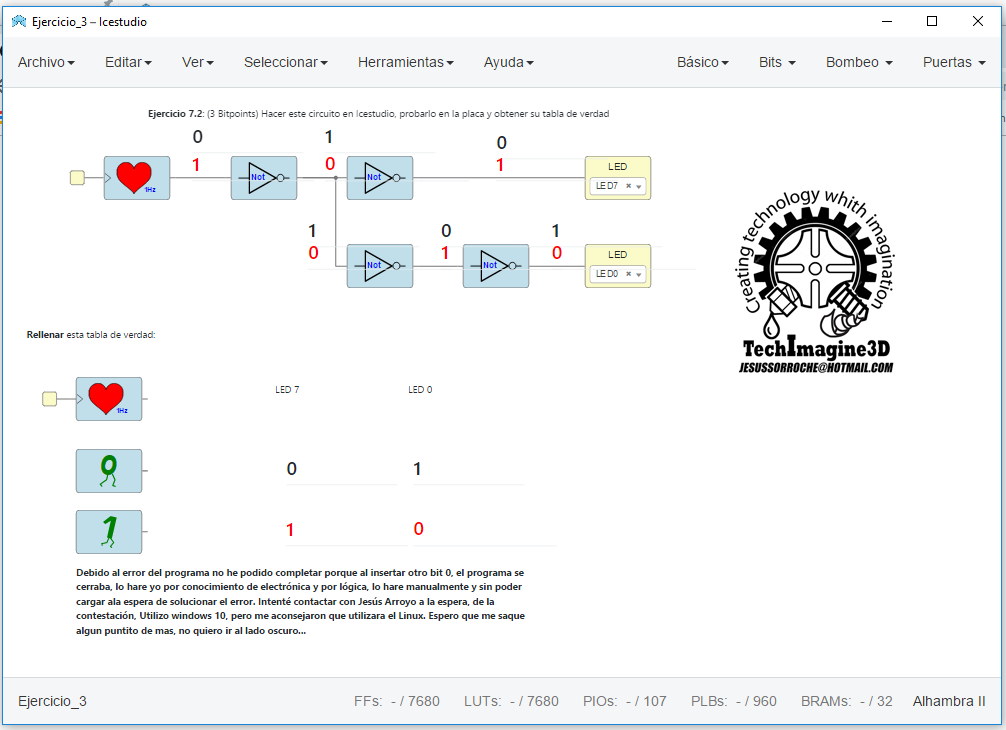 Ejercicio_3 – Icestudio
Archivo Editar Ver Seleccionar Herramientas Ayuda Básico Bits Bombeo Puertas
Ejercicio 7.2: (3 Bitpoints) Hacer este circuito en Icestudio, probarlo en la placa y obtener su tabla de verdad
0 1 0
1 0 1
1Hz Not Not LED
LED7
1 0 1
0 1 0
Not Not LED
LED0
Creating technology whith imagination
TechImagine3D
JESUSSORROCHE@HOTMAIL.COM
Rellenar esta tabla de verdad:
1Hz LED 7 LED 0
0 0 1
1 1 0
Debido al error del programa no he podido completar porque al insertar otro bit 0, el programa se
cerraba, lo hare yo por conocimiento de electrónica y por lógica, lo hare manualmente y sin poder
cargar ala espera de solucionar el error. Intenté contactar con Jesús Arroyo a la espera, de la
contestación, Utilizo windows 10, pero me aconsejaron que utilizara el Linux. Espero que me saque
algun puntito de mas, no quiero ir al lado oscuro...
Ejercicio_3 FFs: - / 7680 LUTs: - / 7680 PIOs: - / 107 PLBs: - / 960 BRAMs: - / 32 Alhambra II